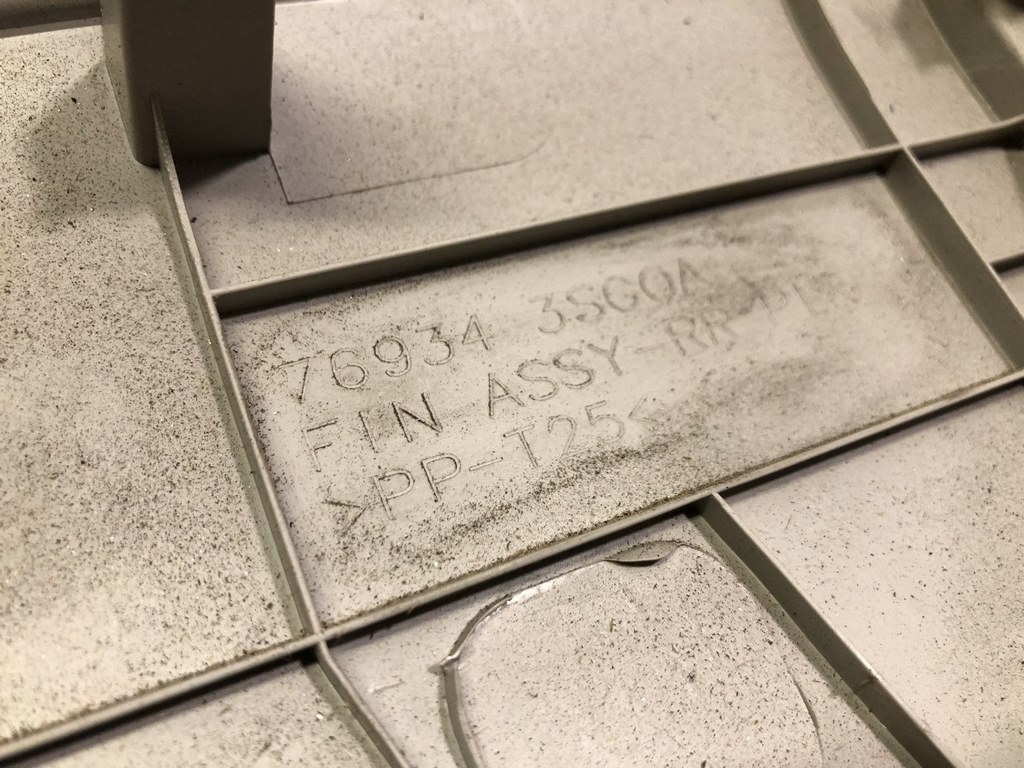 76934 3SG0A
FIN ASSY-RR
>PP-T25<